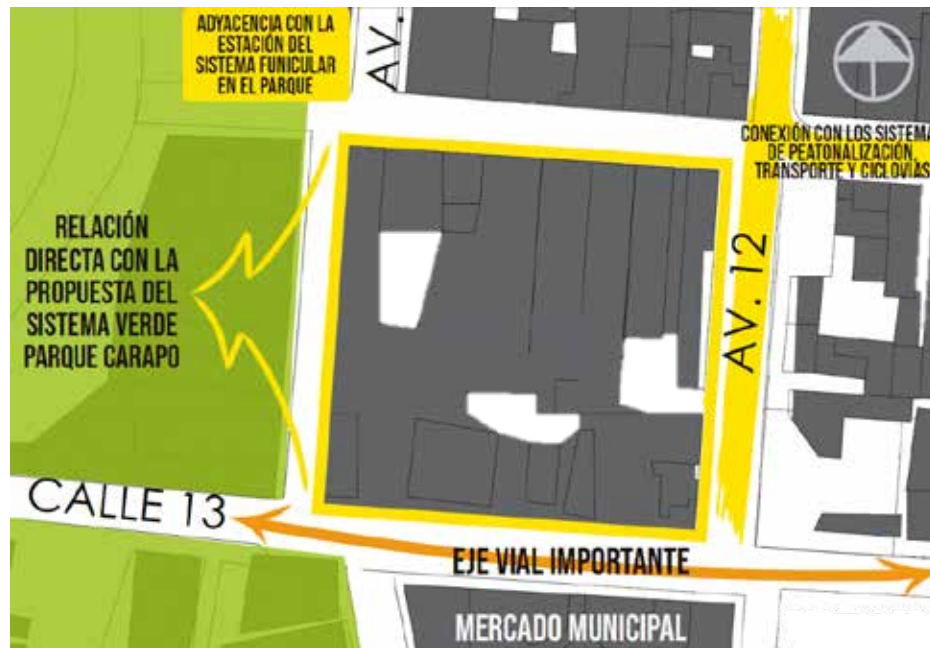 ADYACENCIA CON LA
ESTACIÓN DEL
SISTEMA FUNICULAR
EN EL PARQUE
AV.
CONEXIÓN CON LOS SISTEMA
DE PEATONALIZACIÓN,
TRANSPORTE Y CICLOVÍAS
RELACIÓN
DIRECTA CON LA
PROPUESTA DEL
SISTEMA VERDE
PARQUE CARAPO
AV. 12
CALLE 13
EJE VIAL IMPORTANTE
MERCADO MUNICIPAL